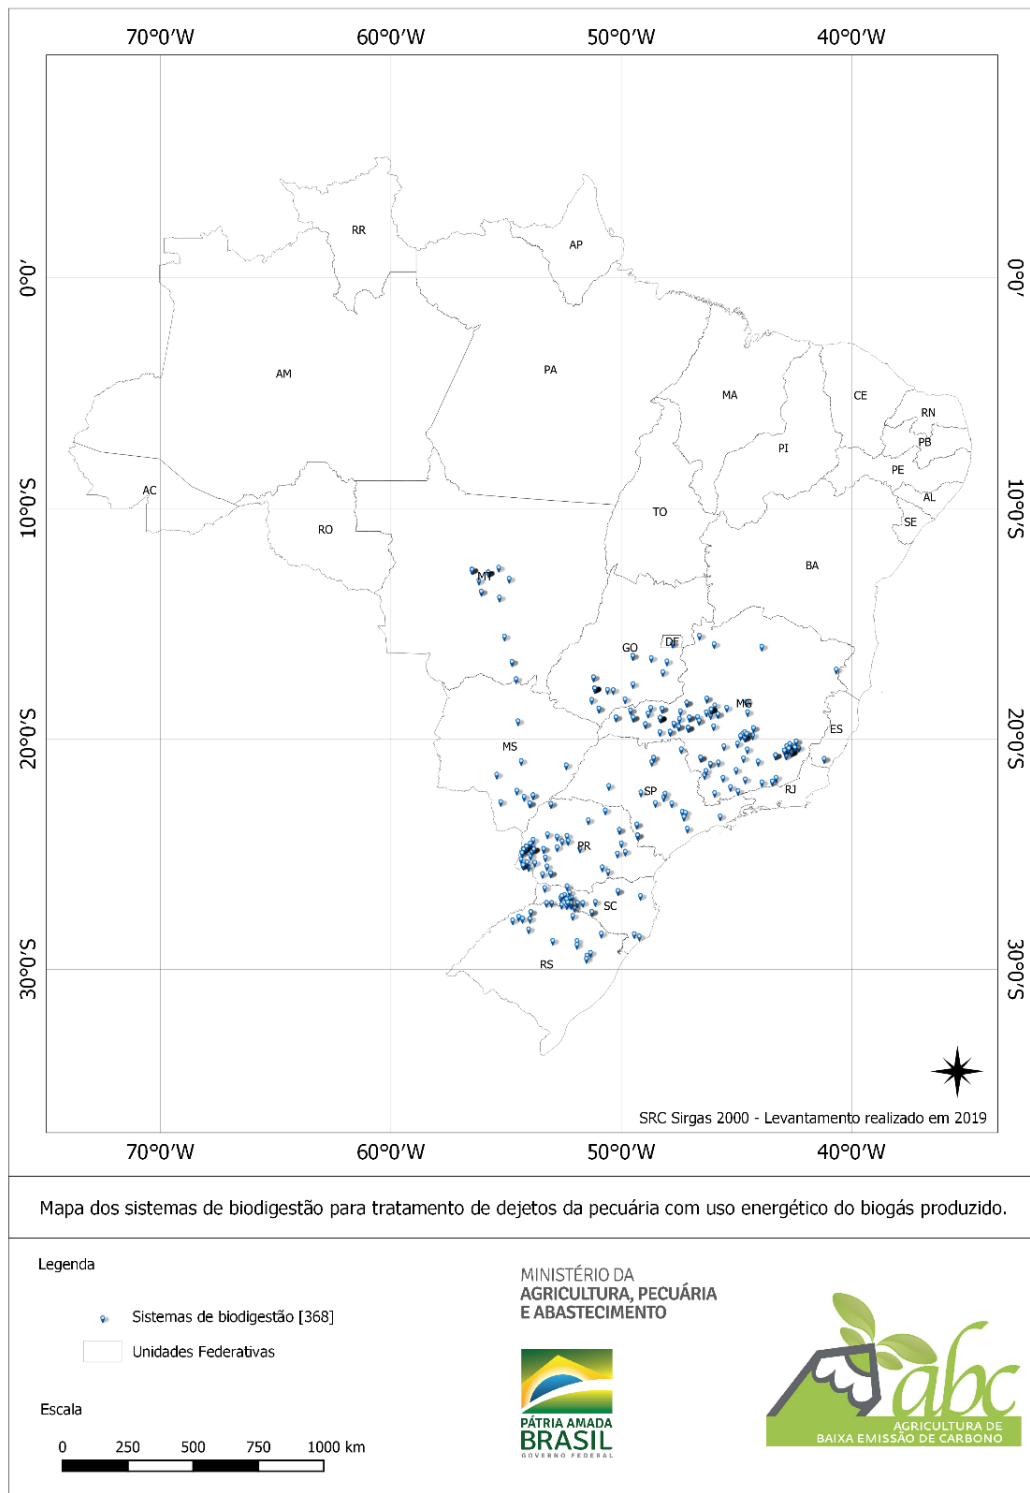 70°0'W 60°0'W 50°0'W 40°0'W
0°0'
0°0'
RR
AP
AM
PA
MA
CE
RN
PB
PI
PE
AL
SE
AC
10°0'S
10°0'S
RO
TO
BA
MT
DF
GO
MG
ES
20°0'S
20°0'S
MS
SP
RJ
PR
SC
RS
30°0'S
30°0'S
SRC Sirgas 2000 - Levantamento realizado em 2019
70°0'W 60°0'W 50°0'W 40°0'W
Mapa dos sistemas de biodigestão para tratamento de dejetos da pecuária com uso energético do biogás produzido.
Legenda
Sistemas de biodigestão [368]
Unidades Federativas
Escala
0 250 500 750 1000 km
MINISTÉRIO DA
AGRICULTURA, PECUÁRIA
E ABASTECIMENTO
PÁTRIA AMADA
BRASIL
GOVERNO FEDERAL
abc
AGRICULTURA DE
BAIXA EMISSÃO DE CARBONO